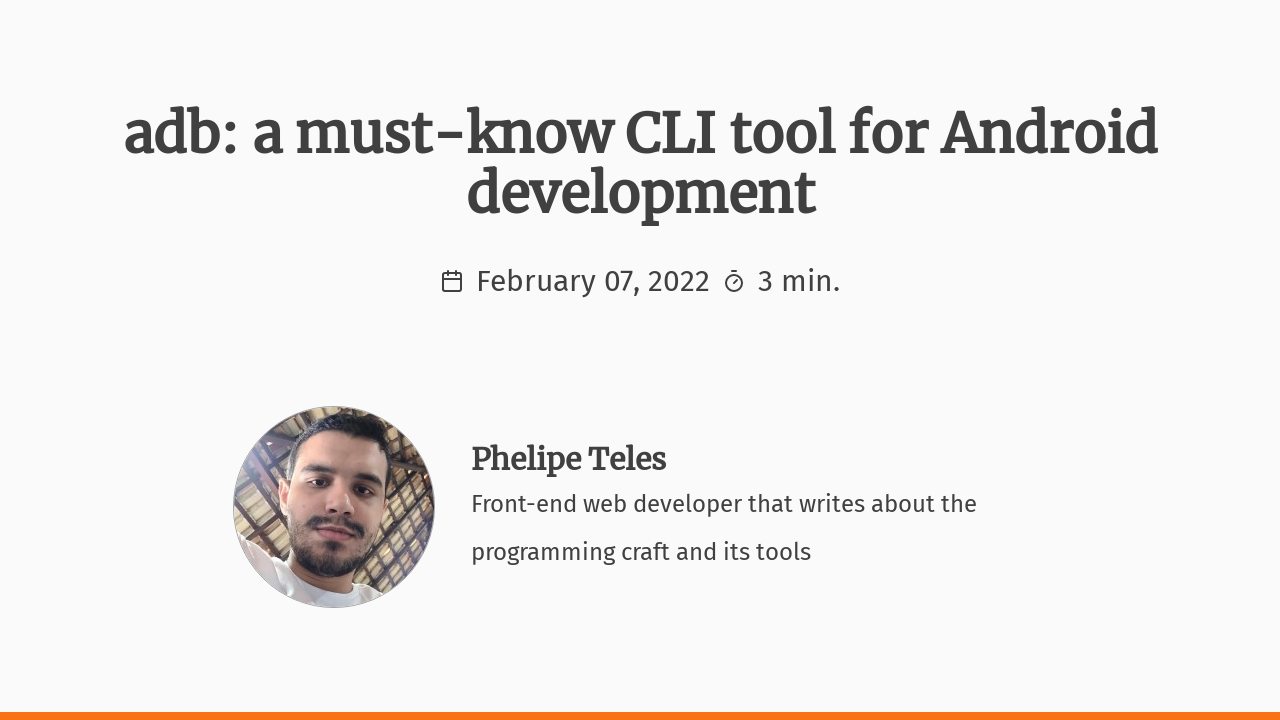 adb: a must-know CLI tool for Android
development
February 07, 2022 3 min.
Phelipe Teles
Front-end web developer that writes about the
programming craft and its tools